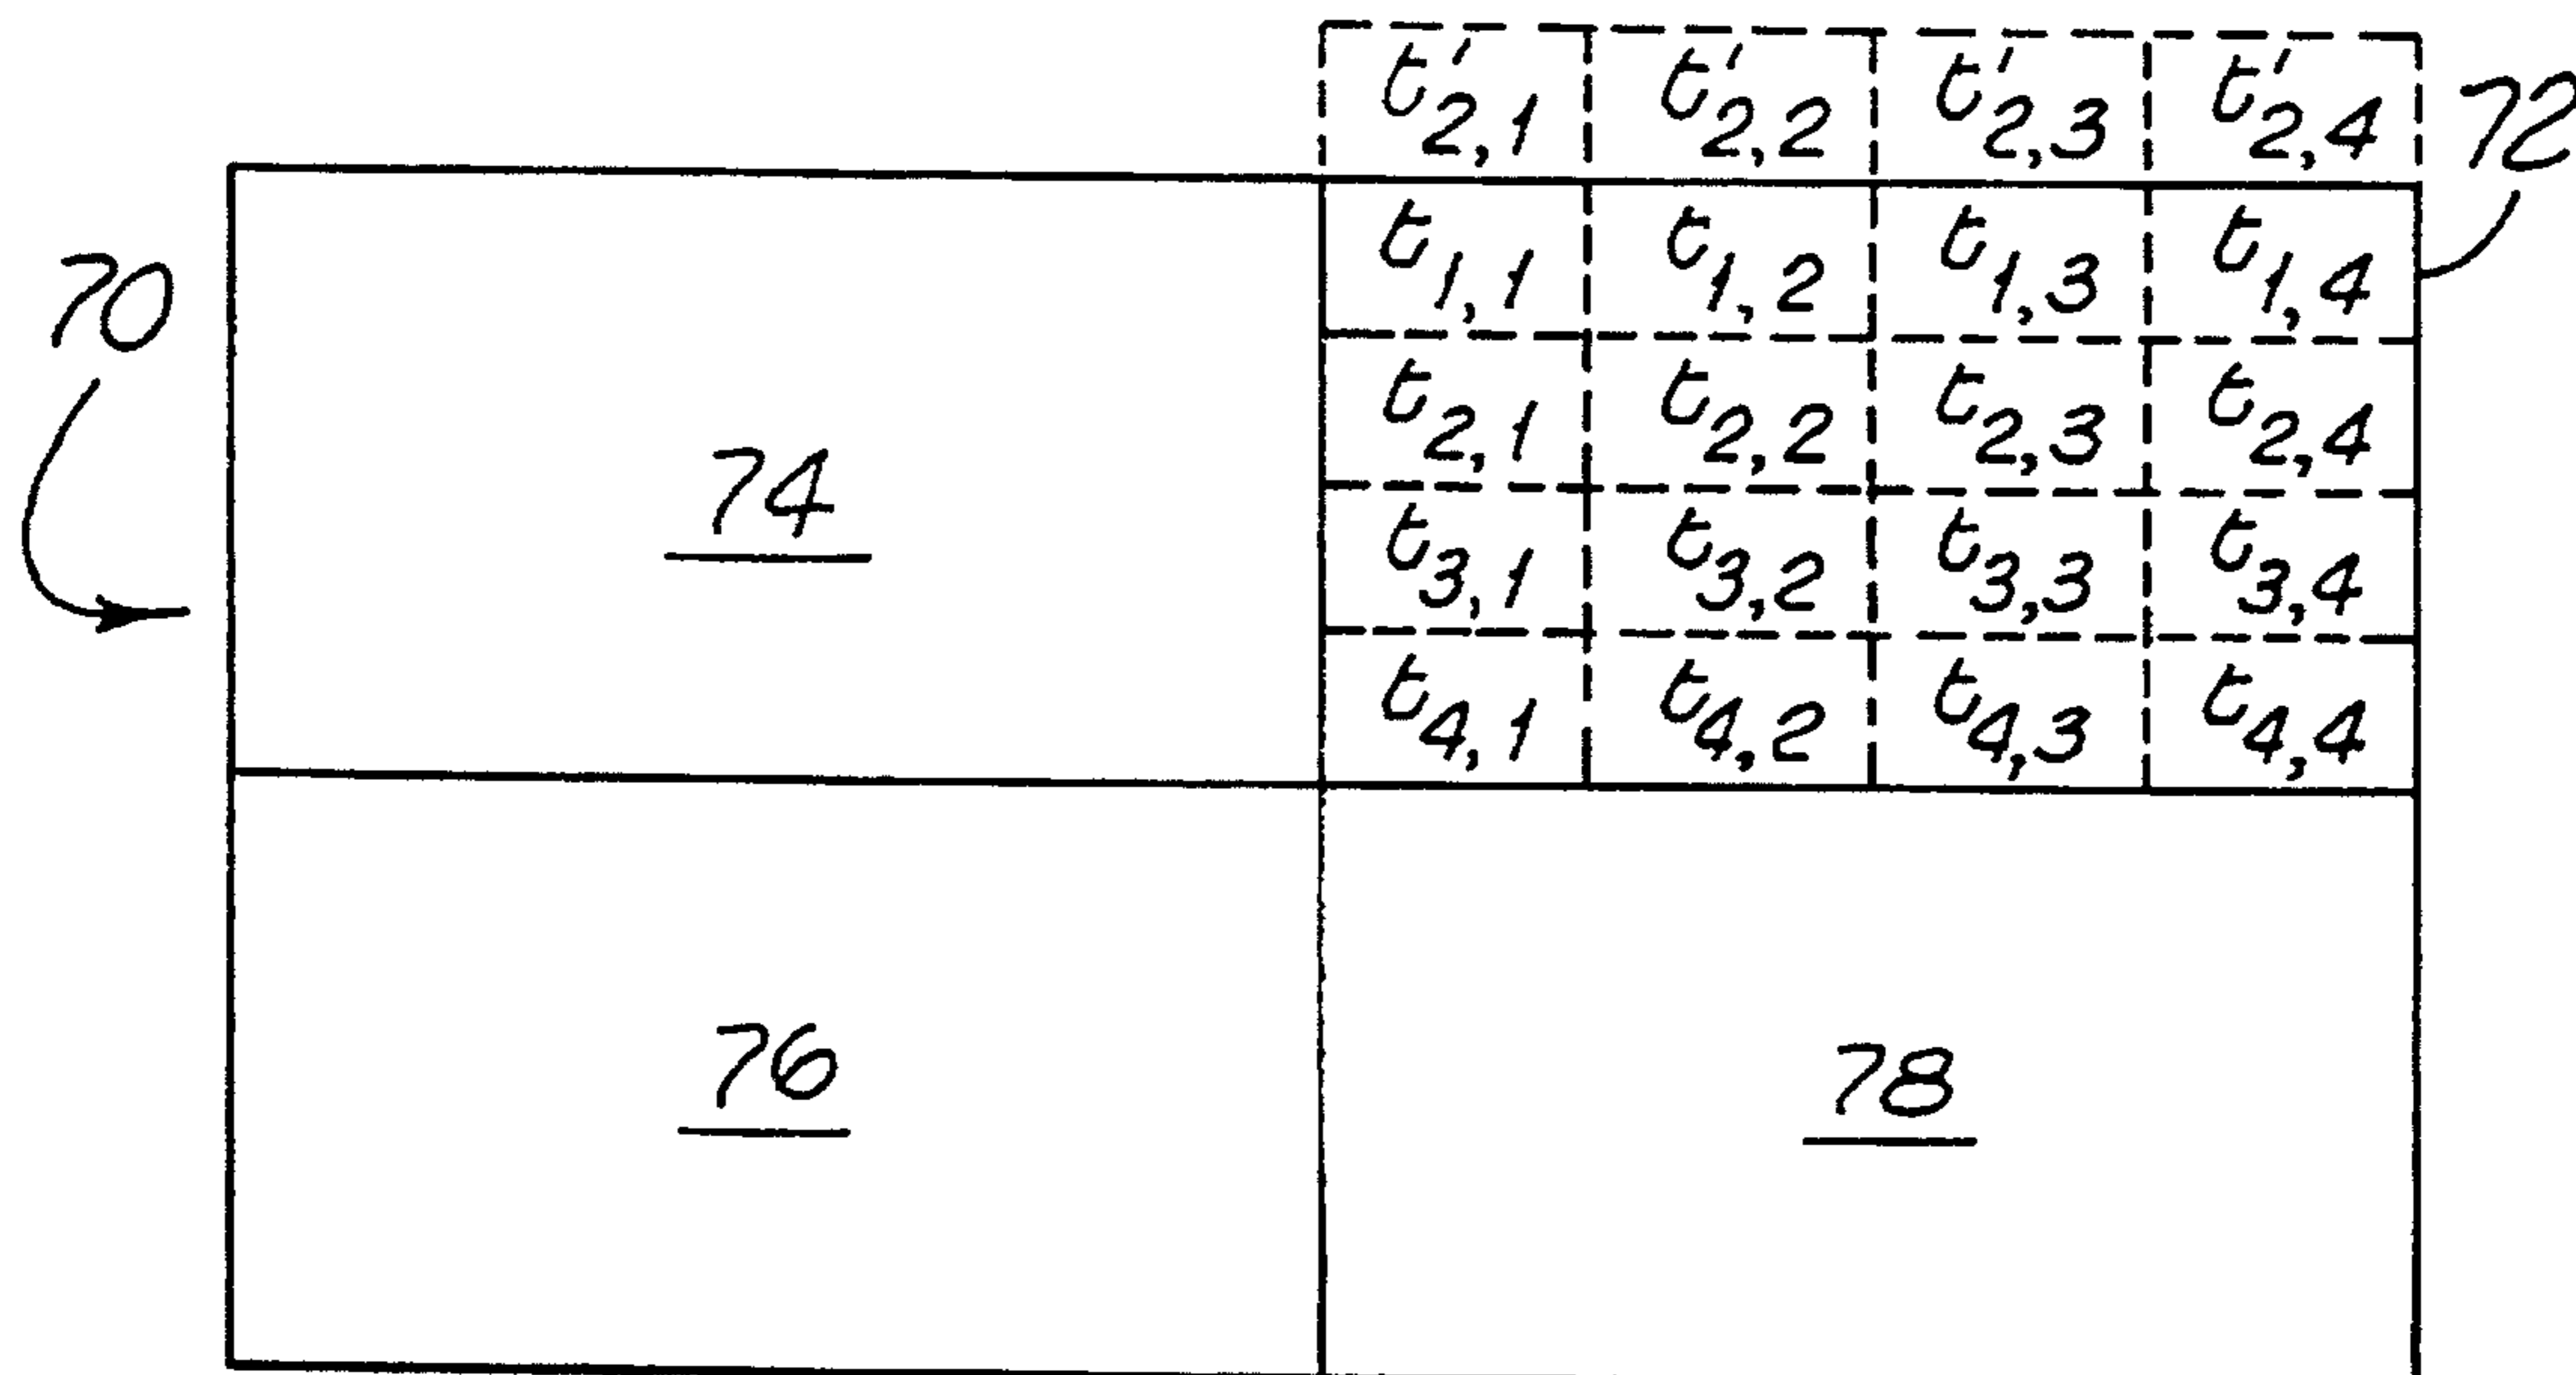 t'2,1 t'2,2 t'2,3 t'2,4
72
t1,1 t1,2 t1,3 t1,4
70
t2,1 t2,2 t2,3 t2,4
74
t3,1 t3,2 t3,3 t3,4
t4,1 t4,2 t4,3 t4,4
76
78